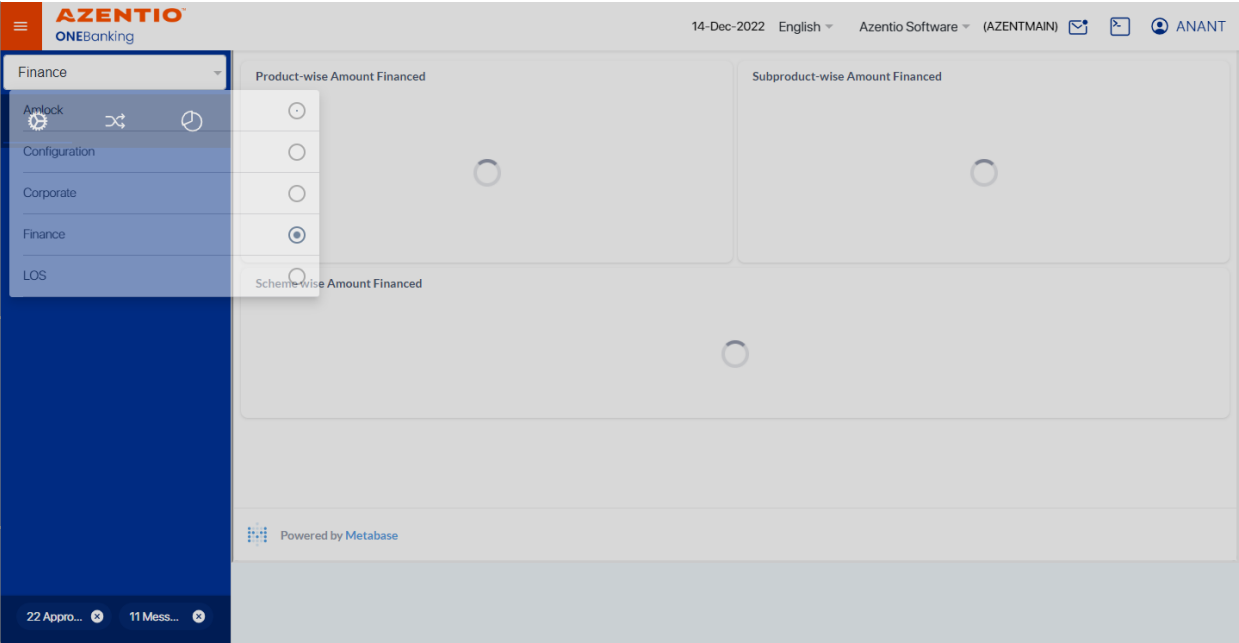 AZENTIO™
ONEBanking
14-Dec-2022 English Azentio Software (AZENTMAIN) ANANT
Finance
Product-wise Amount Financed
Subproduct-wise Amount Financed
Amlock
Configuration
Corporate
Finance
LOS
Scheme-wise Amount Financed
Powered by Metabase
22 Appro... 11 Mess...